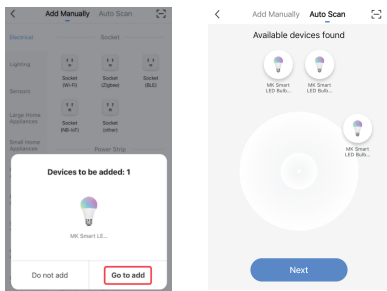 Add Manually Auto Scan
Electrical
Socket
Lighting
Socket
(Wi-Fi)
Socket
(Zigbee)
Socket
(BLE)
Sensors
Large Home
Appliances
Socket
(NB-IoT)
Socket
(other)
Small Home
Appliances
Power Strip
Devices to be added: 1
MK Smart LE...
Do not add
Go to add
Add Manually Auto Scan
Available devices found
MK Smart
LED Bulb...
MK Smart
LED Bulb...
MK Smart
LED Bulb...
Next